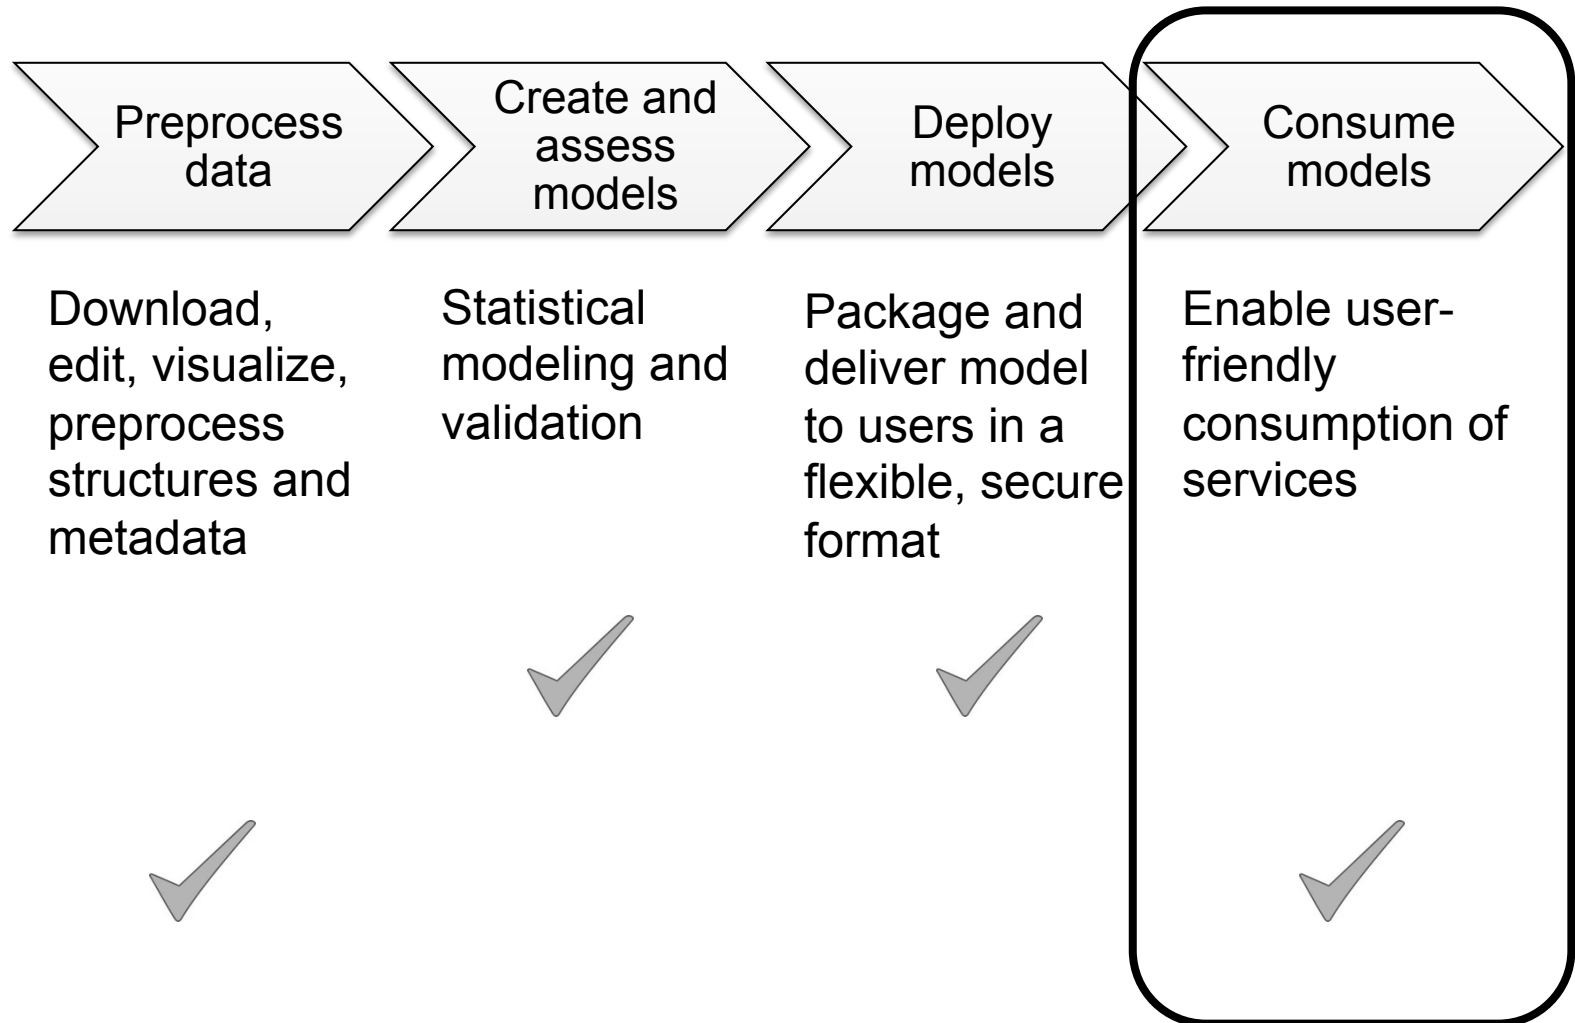 Preprocess
data
Create and
assess
models
Deploy
models
Consume
models
Download,
edit, visualize,
preprocess
structures and
metadata
Statistical
modeling and
validation
Package and
deliver model
to users in a
flexible, secure
format
Enable user-
friendly
consumption of
services